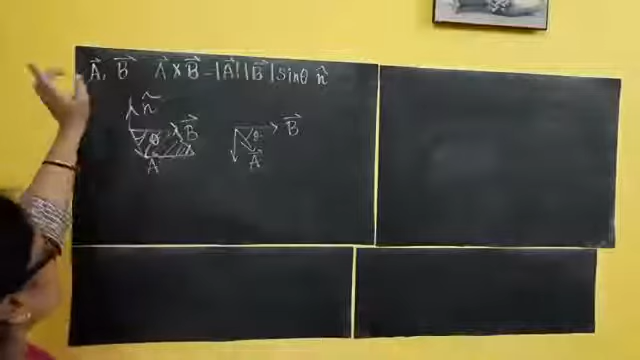 A⃗, B⃗ A⃗ × B⃗ = |A⃗| |B⃗| sinθ n̂
n̂
θ B⃗
A⃗
θ B⃗
A⃗